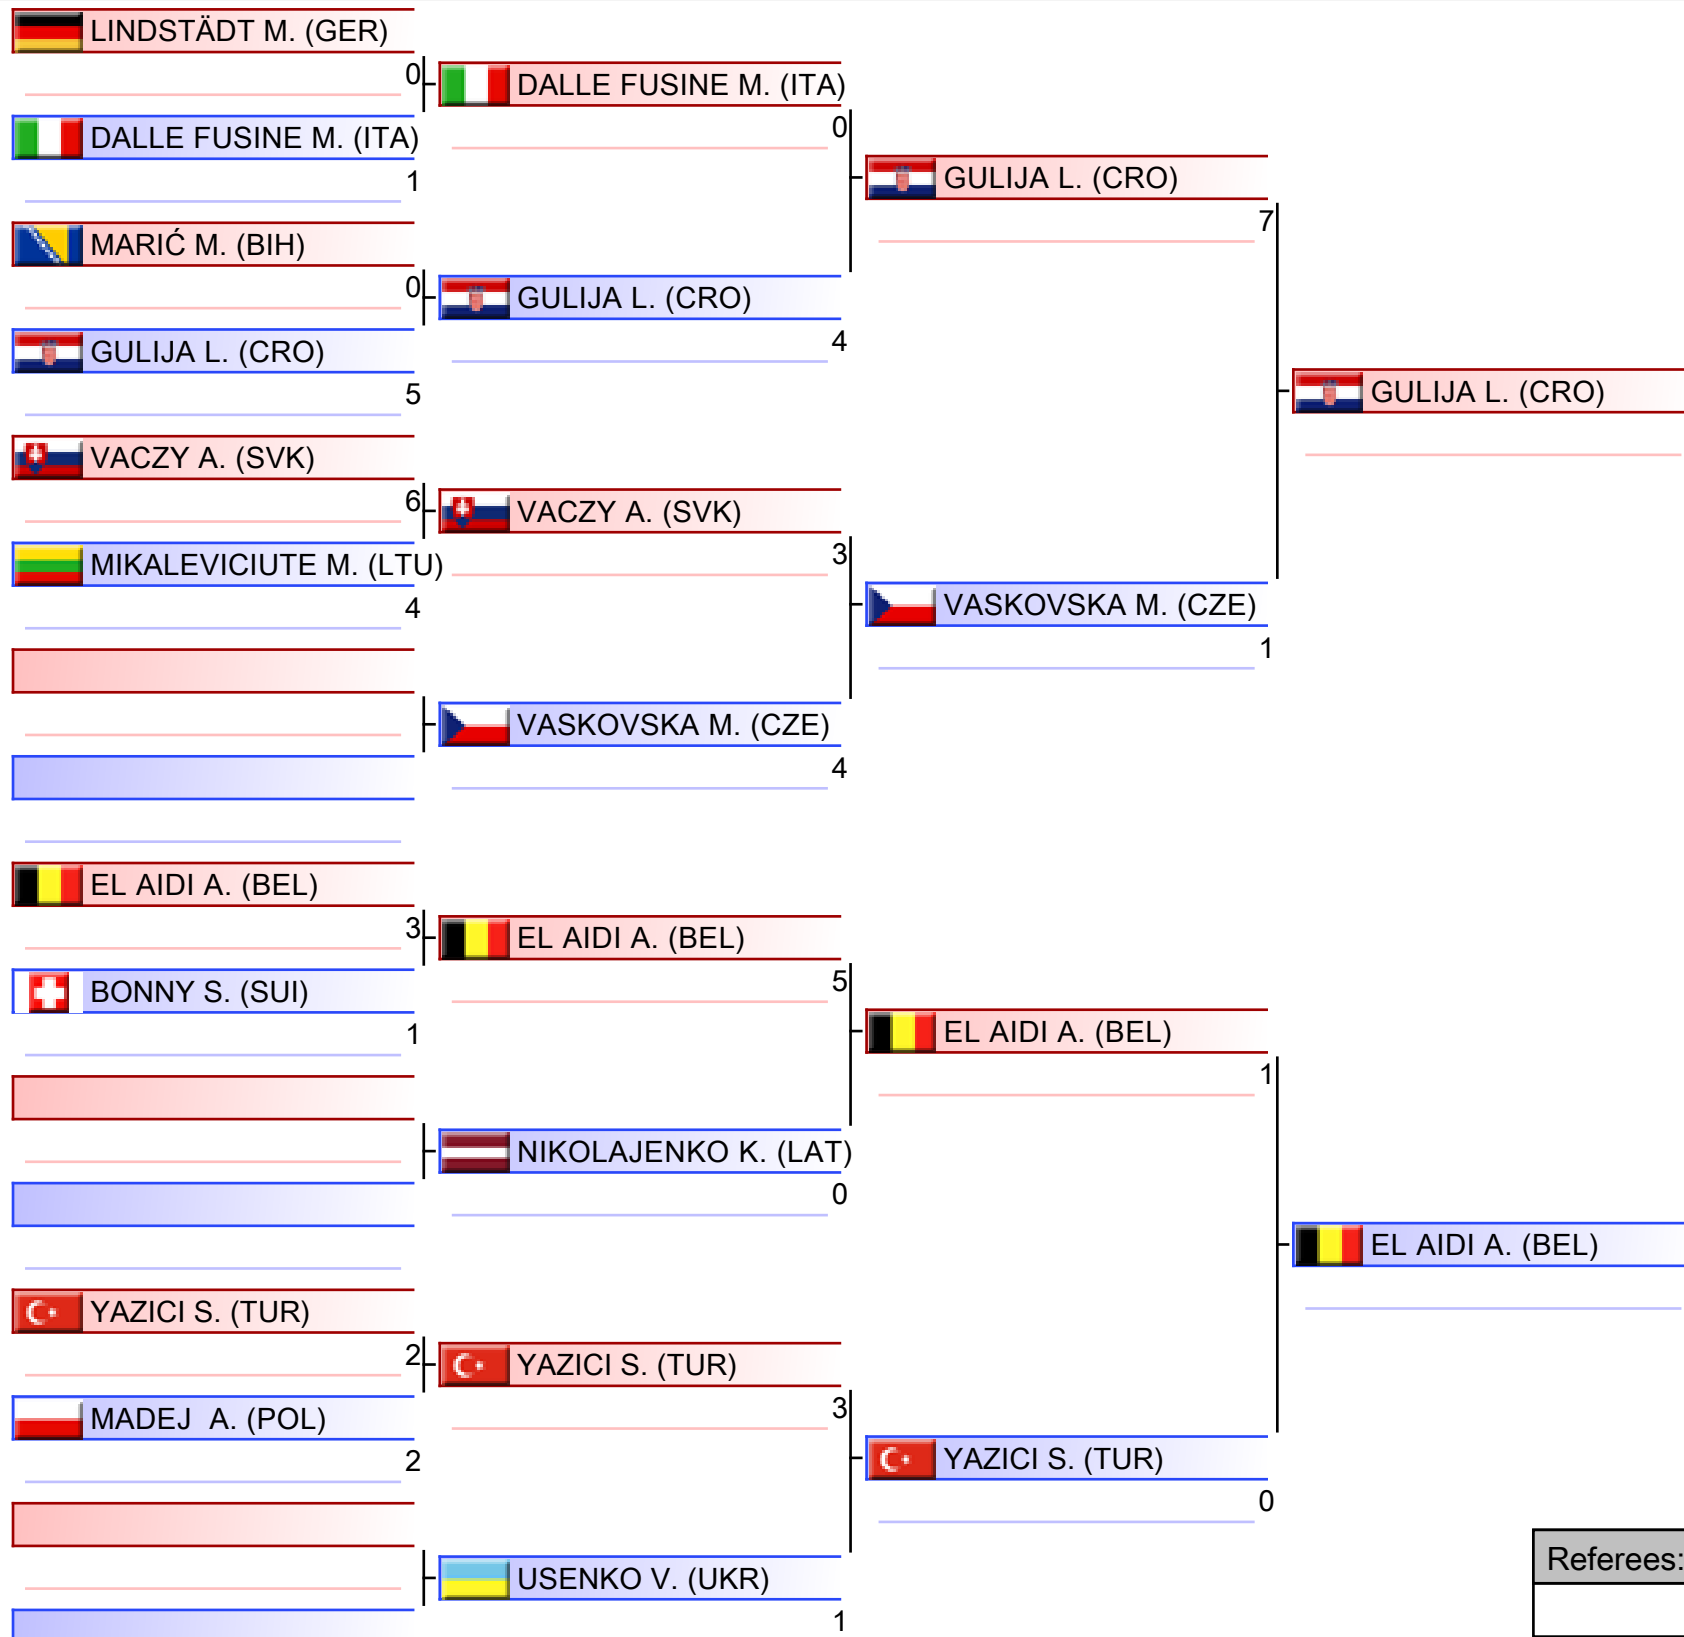 LINDSTÄDT M. (GER)
0
DALLE FUSINE M. (ITA)
1
MARIĆ M. (BIH)
0
GULIJA L. (CRO)
5
VACZY A. (SVK)
6
MIKALEVICIUTE M. (LTU)
4
EL AIDI A. (BEL)
3
BONNY S. (SUI)
1
YAZICI S. (TUR)
2
MADEJ  A. (POL)
2
DALLE FUSINE M. (ITA)
0
GULIJA L. (CRO)
4
VACZY A. (SVK)
3
VASKOVSKA M. (CZE)
4
EL AIDI A. (BEL)
5
NIKOLAJENKO K. (LAT)
0
YAZICI S. (TUR)
3
USENKO V. (UKR)
1
GULIJA L. (CRO)
7
VASKOVSKA M. (CZE)
1
EL AIDI A. (BEL)
1
YAZICI S. (TUR)
0
GULIJA L. (CRO)
EL AIDI A. (BEL)
Referees: